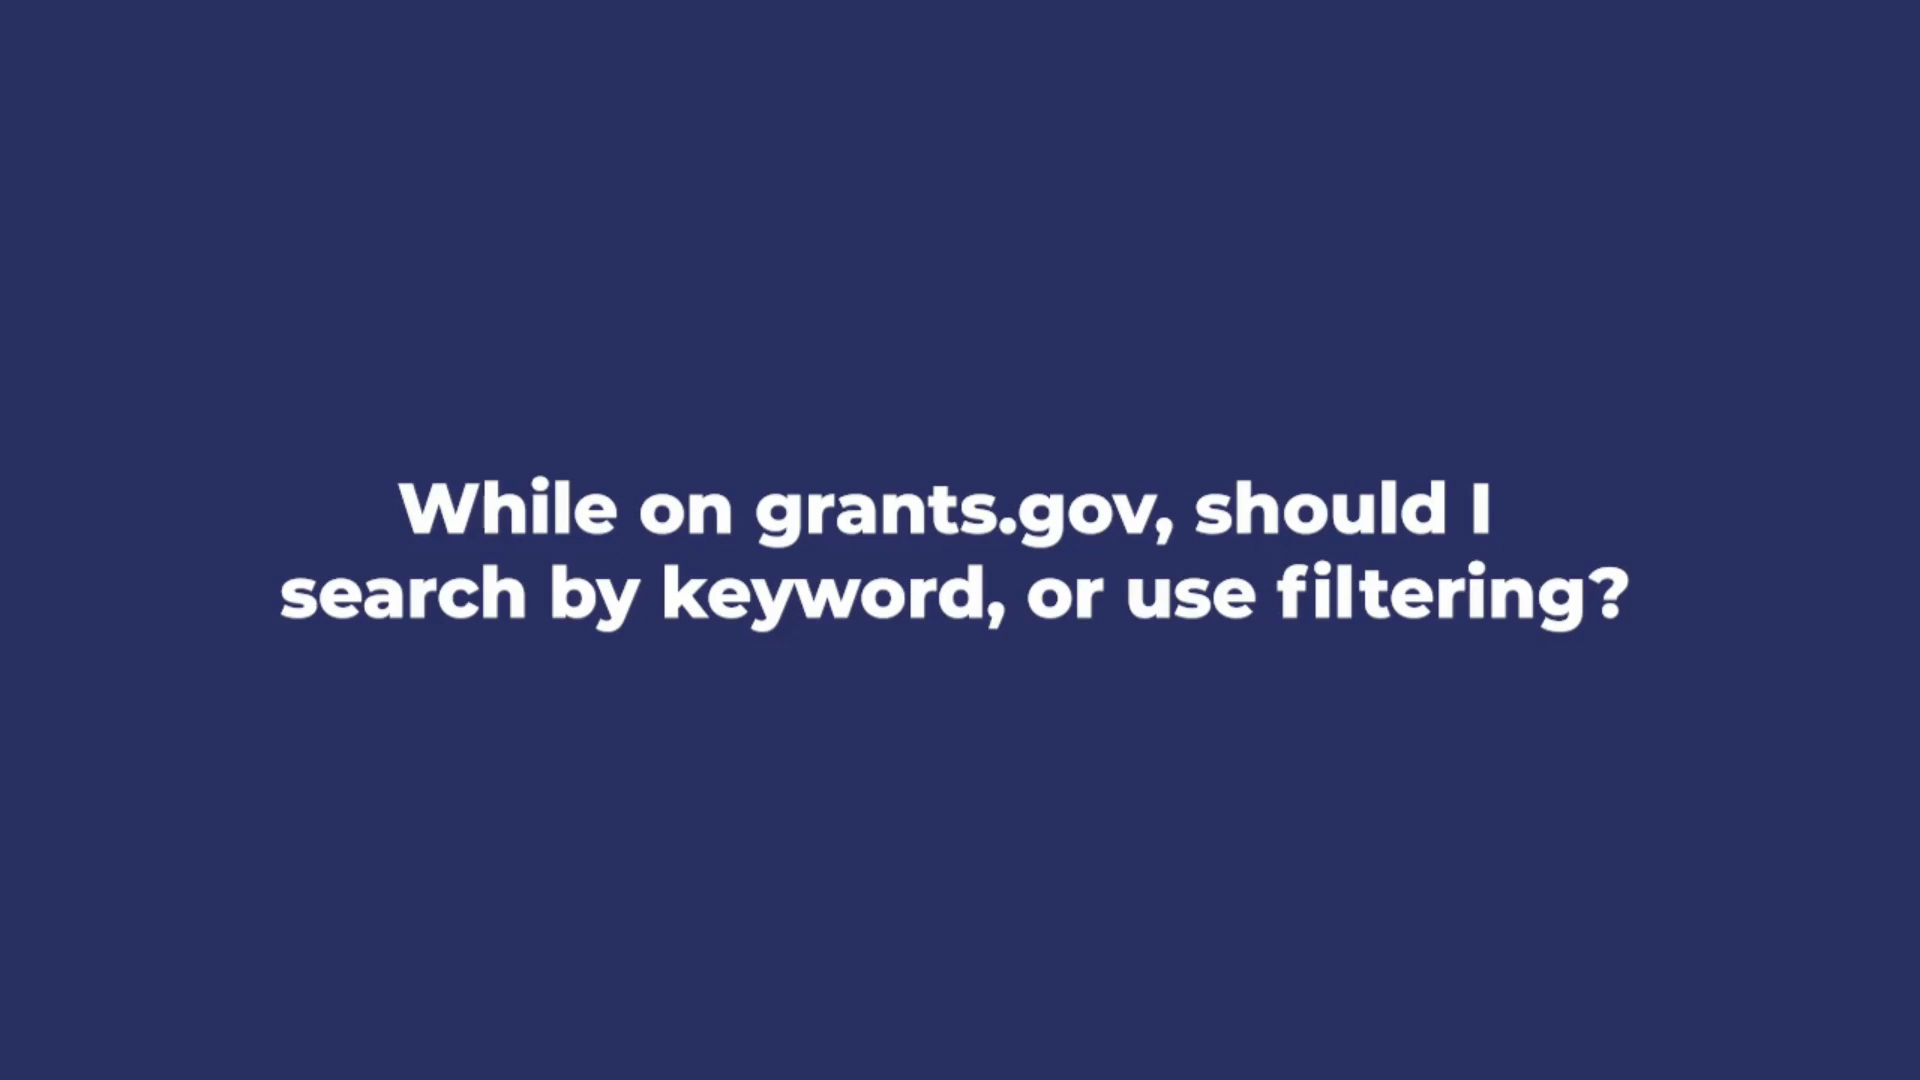 While on grants.gov, should I
search by keyword, or use filtering?